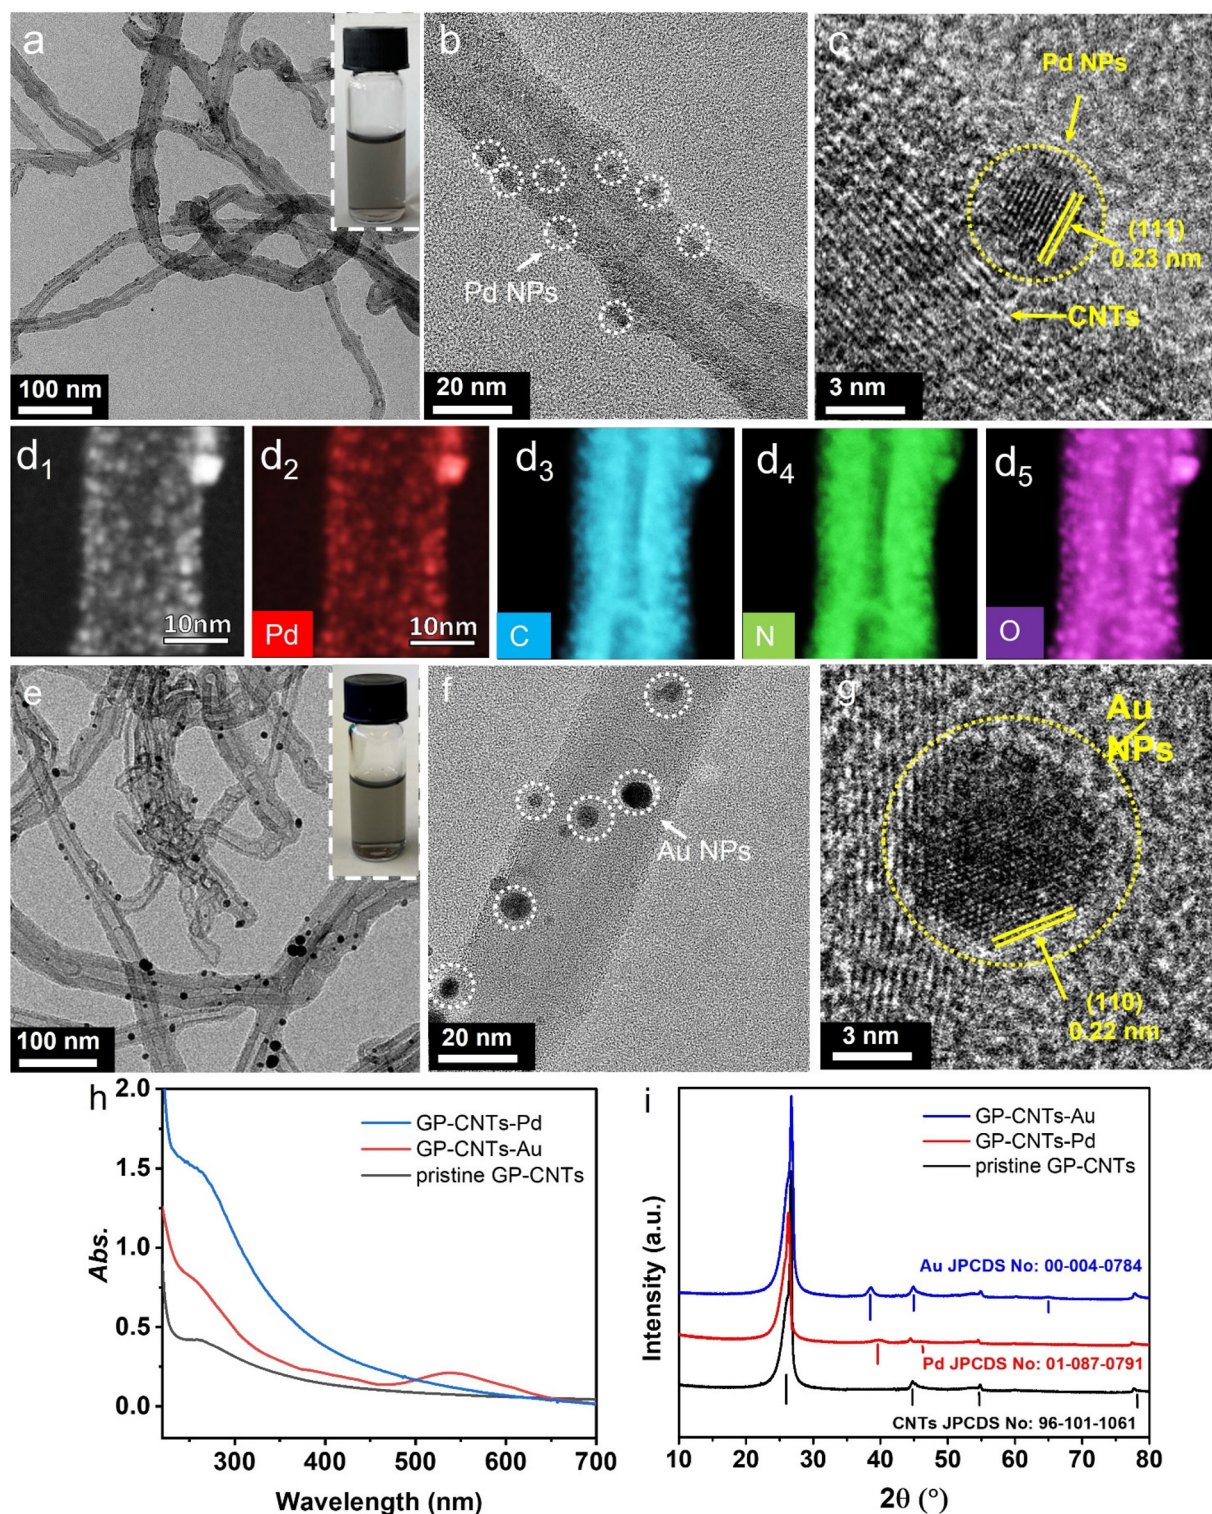 a
b
Pd NPs
20 nm
100 nm
c
Pd NPs
(111)
0.23 nm
CNTs
3 nm
d1
10nm
d2
Pd
10nm
d3
C
d4
N
d5
O
e
100 nm
f
Au NPs
20 nm
g
Au
NPs
(110)
0.22 nm
3 nm
h
2.0
1.5
1.0
0.5
0.0
Abs.
GP-CNTs-Pd
GP-CNTs-Au
pristine GP-CNTs
300 400 500 600 700
Wavelength (nm)
i
Intensity (a.u.)
GP-CNTs-Au
GP-CNTs-Pd
pristine GP-CNTs
Au JPCDS No: 00-004-0784
Pd JPCDS No: 01-087-0791
CNTs JPCDS No: 96-101-1061
10 20 30 40 50 60 70 80
2θ (°)